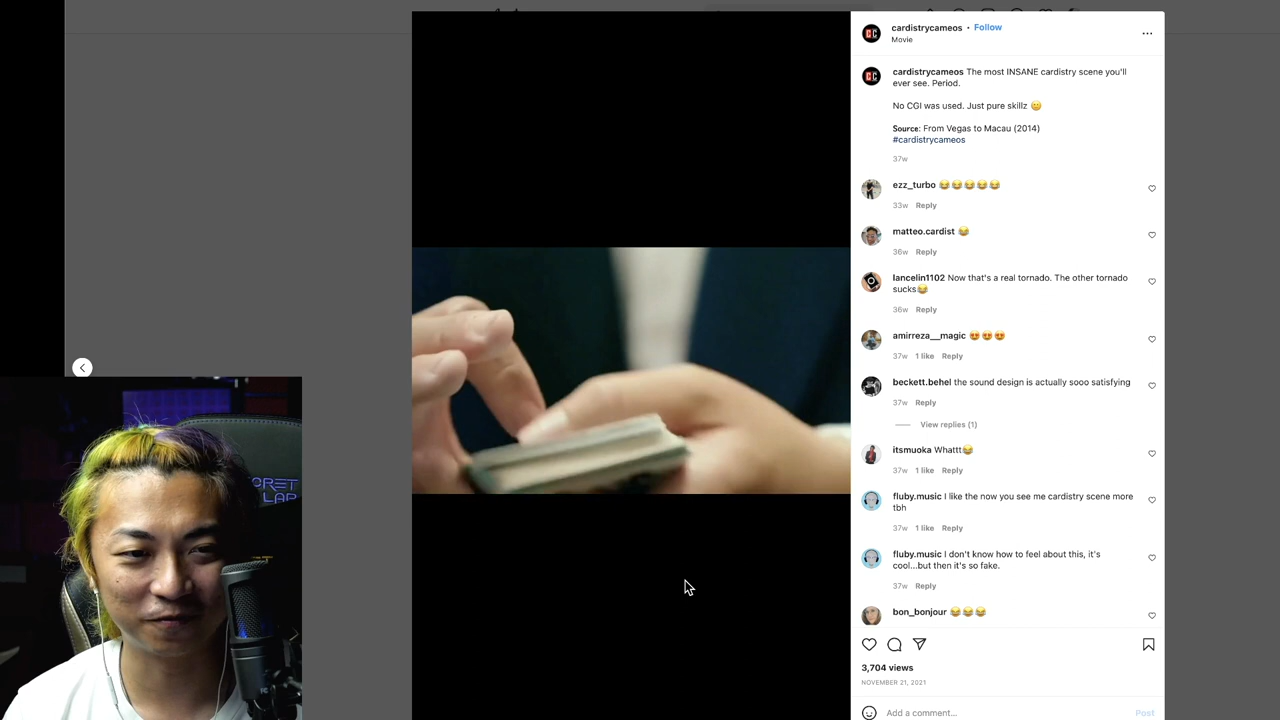 cardistrycameos • Follow
Movie
cardistrycameos The most INSANE cardistry scene you'll
ever see. Period.
No CGI was used. Just pure skillz
Source: From Vegas to Macau (2014)
#cardistrycameos
37w
ezz_turbo
33w Reply
matteo.cardist
36w Reply
lancelin1102 Now that's a real tornado. The other tornado
sucks
36w Reply
amirreza__magic
37w 1 like Reply
beckett.behel the sound design is actually sooo satisfying
37w Reply
View replies (1)
itsmuoka Whattt
37w 1 like Reply
fluby.music I like the now you see me cardistry scene more
tbh
37w 1 like Reply
fluby.music I don't know how to feel about this, it's
cool...but then it's so fake.
37w Reply
bon_bonjour
3,704 views
NOVEMBER 21, 2021
Add a comment... Post
CRET
LAB